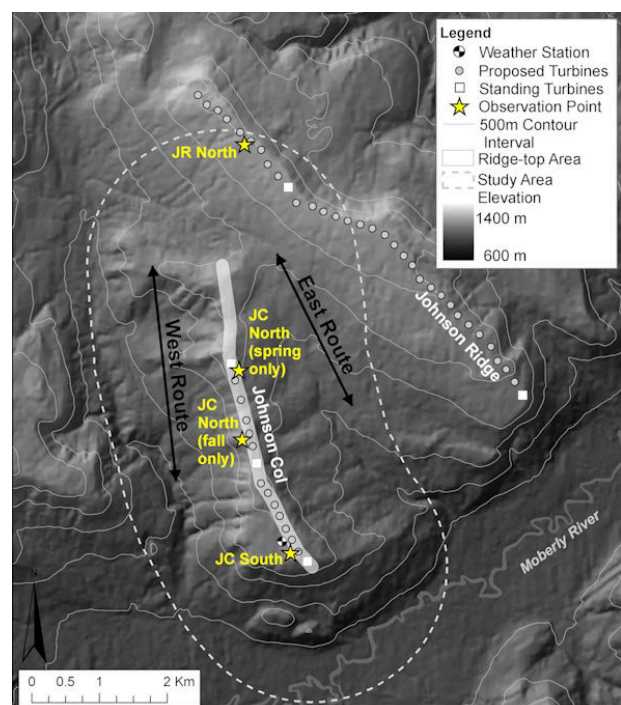 Legend
Weather Station
Proposed Turbines
Standing Turbines
Observation Point
500m Contour
Interval
Ridge-top Area
Study Area
Elevation
1400 m
600 m
JR North
East Route
West Route
Johnson Ridge
JC
North
(spring
only)
Johnson Col
JC
North
(fall
only)
JC South
Moberly River
N
0 0.5 1 2 Km